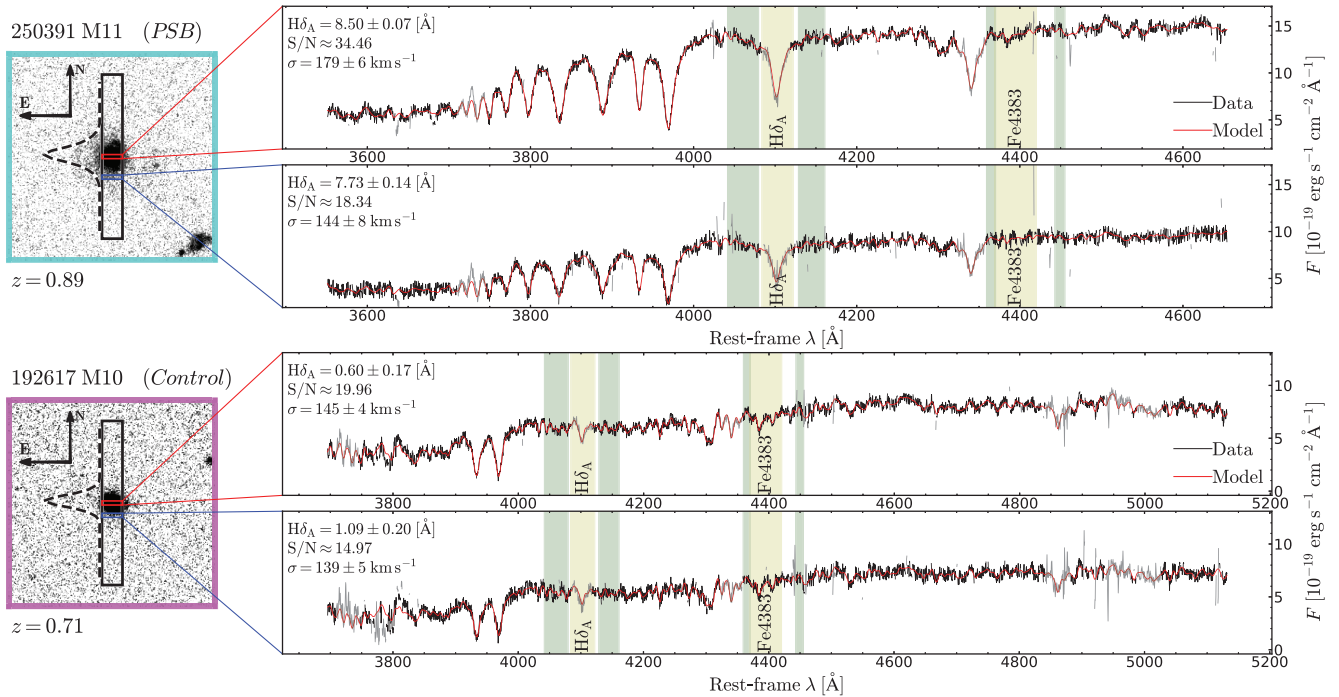 250391 M11 (PSB)
N
E
z = 0.89
Hδ_A = 8.50 ± 0.07 [Å]
S/N ≈ 34.46
σ = 179 ± 6 km s⁻¹
Hδ_A
Fe4383
Data
Model
15
10
5
3600 3800 4000 4200 4400 4600
Hδ_A = 7.73 ± 0.14 [Å]
S/N ≈ 18.34
σ = 144 ± 8 km s⁻¹
Hδ_A
Fe4383
15
10
5
3600 3800 4000 4200 4400 4600
Rest-frame λ [Å]
F [10⁻¹⁹ erg s⁻¹ cm⁻² Å⁻¹]
192617 M10 (Control)
N
E
z = 0.71
Hδ_A = 0.60 ± 0.17 [Å]
S/N ≈ 19.96
σ = 145 ± 4 km s⁻¹
Hδ_A
Fe4383
Data
Model
10
5
0
3800 4000 4200 4400 4600 4800 5000 5200
Hδ_A = 1.09 ± 0.20 [Å]
S/N ≈ 14.97
σ = 139 ± 5 km s⁻¹
Hδ_A
Fe4383
10
5
0
3800 4000 4200 4400 4600 4800 5000 5200
Rest-frame λ [Å]
F [10⁻¹⁹ erg s⁻¹ cm⁻² Å⁻¹]